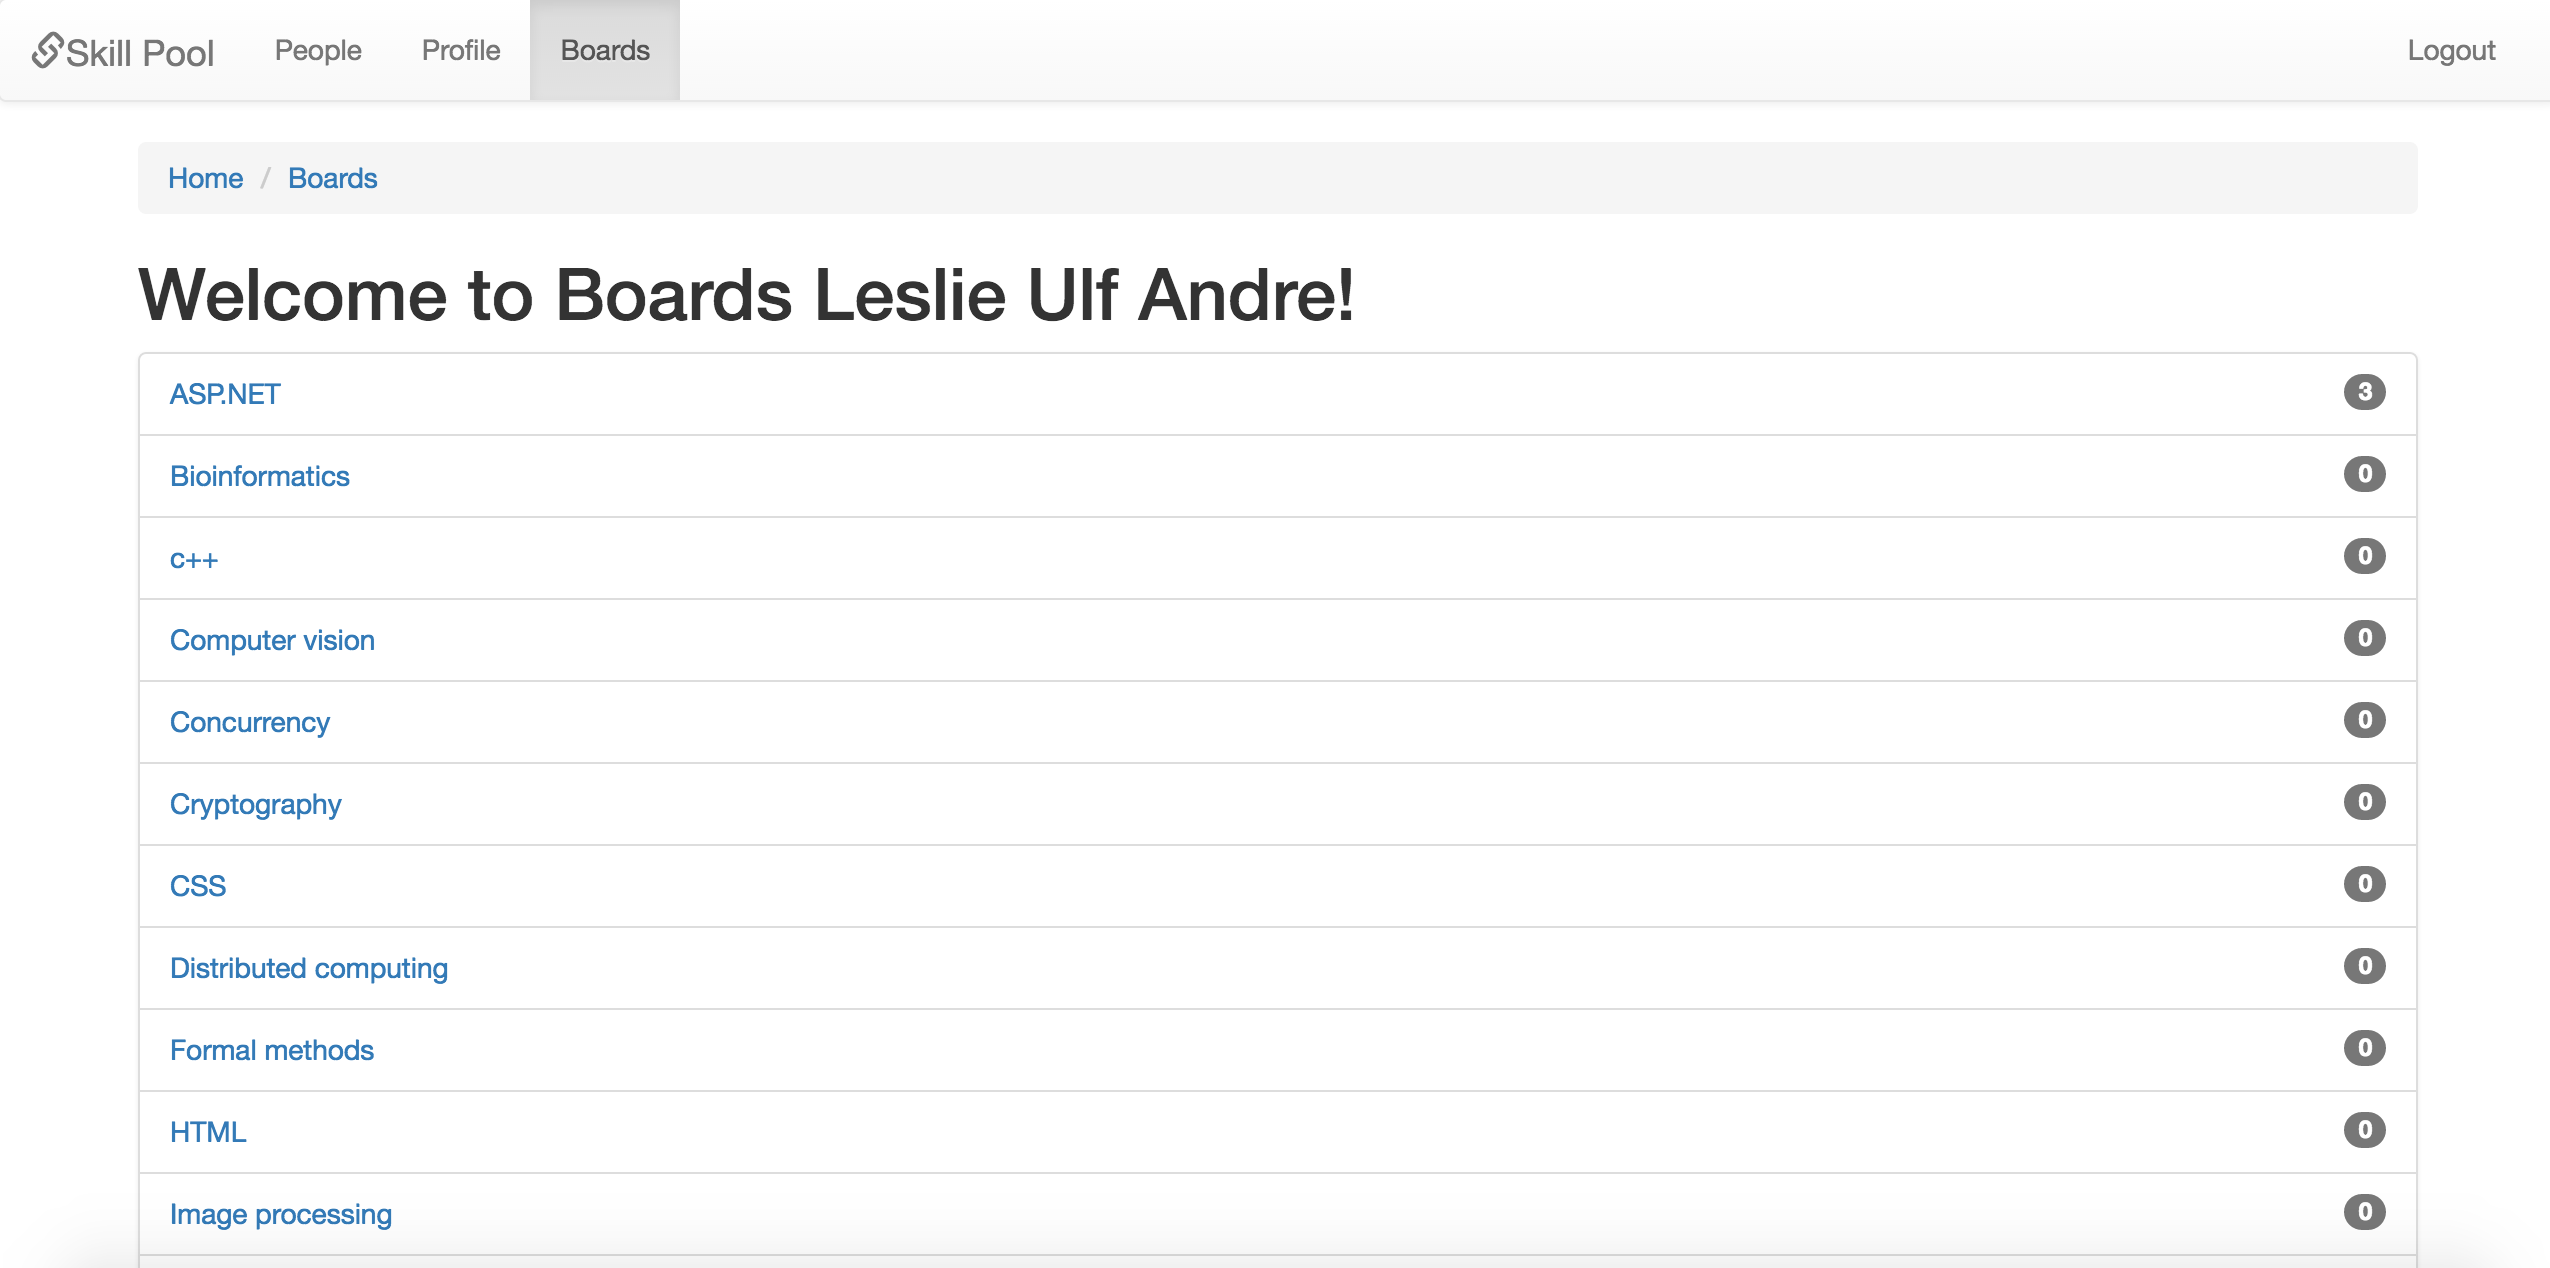 Skill Pool People Profile Boards Logout
Home / Boards
Welcome to Boards Leslie Ulf Andre!
ASP.NET 3
Bioinformatics 0
c++ 0
Computer vision 0
Concurrency 0
Cryptography 0
CSS 0
Distributed computing 0
Formal methods 0
HTML 0
Image processing 0